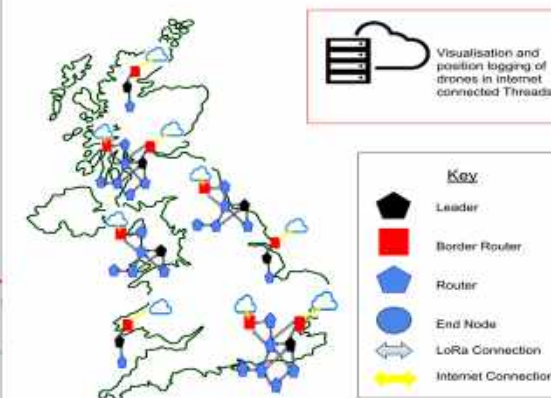 Visualisation and
position logging of
drones in internet
connected Threads
Key
Leader
Border Router
Router
End Node
LoRa Connection
Internet Connection